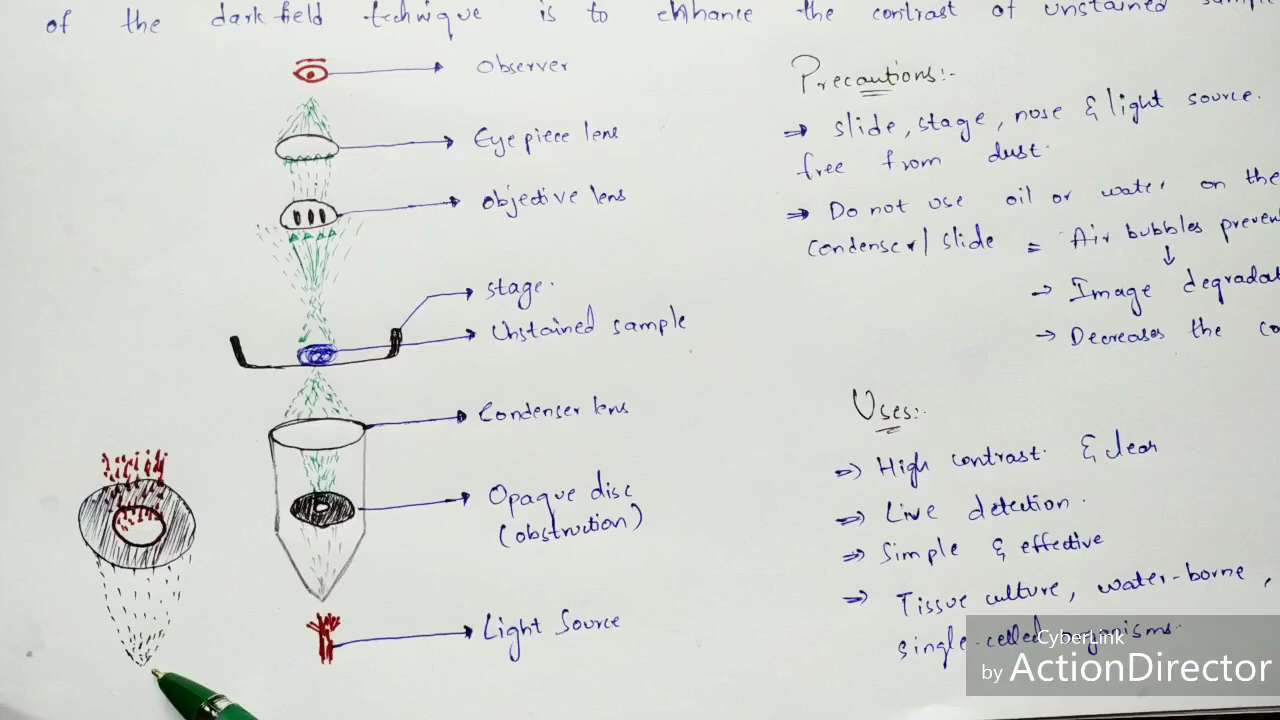 of the dark field technique is to enhance the contrast of unstained
Observer
Eye piece lens
Objective lens
Stage.
Unstained sample
Condenser lens
Opaque disc
(obstruction)
Light Source
Precautions:-
⇒ Slide, stage, nose & light source.
free from dust.
⇒ Do not use oil or water on the
Condenser/ slide = Air bubbles
↓
→ Image
→ Decreases the
Uses:-
⇒ High contrast & clear
⇒ Live detection.
⇒ Simple & effective
⇒ Tissue culture, water-borne,
single-celled organisms.
CyberLink
by ActionDirector